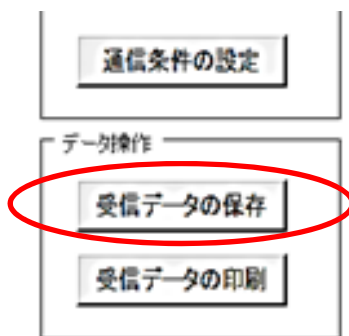 通信条件の設定
データ操作
受信データの保存
受信データの印刷